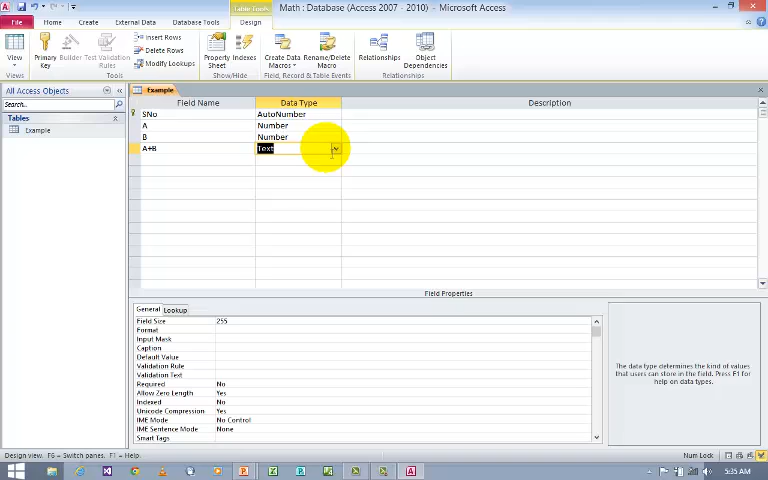 Table Tools
Math : Database (Access 2007 - 2010) - Microsoft Access
File Home Create External Data Database Tools Design
View
Primary Key
Builder
Test Validation Rules
Insert Rows
Delete Rows
Modify Lookups
Property Sheet
Indexes
Create Data Macros
Rename/Delete Macro
Relationships
Object Dependencies
Views Tools Show/Hide Field, Record & Table Events Relationships
All Access Objects
Search...
Tables
Example
Example
Field Name Data Type Description
SNo AutoNumber
A Number
B Number
A+B Text
Field Properties
General Lookup
Field Size 255
Format
Input Mask
Caption
Default Value
Validation Rule
Validation Text
Required No
Allow Zero Length Yes
Indexed No
Unicode Compression Yes
IME Mode No Control
IME Sentence Mode None
Smart Tags
The data type determines the kind of values
that users can store in the field. Press F1 for
help on data types.
Design view. F6 = Switch panes. F1 = Help.
Num Lock
5:35 AM